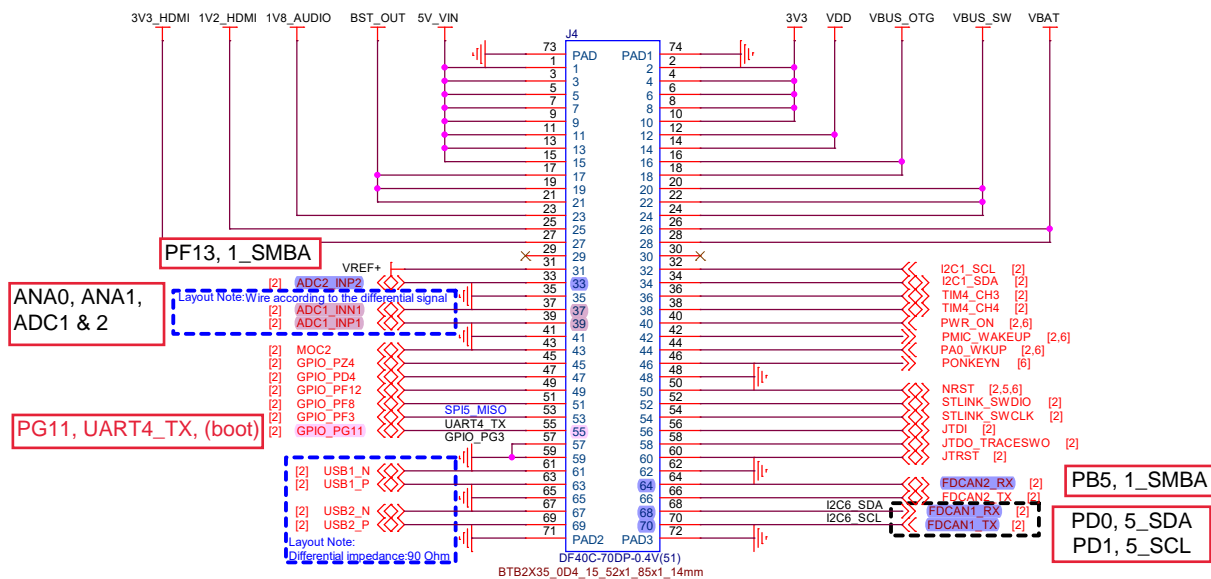 3V3_HDMI 1V2_HDMI 1V8_AUDIO BST_OUT 5V_VIN 3V3 VDD VBUS_OTG VBUS_SW VBAT
J4
73 PAD PAD1 74
1 1 2 2
3 3 4 4
5 5 6 6
7 7 8 8
9 9 10 10
11 11 12 12
13 13 14 14
15 15 16 16
17 17 18 18
19 19 20 20
21 21 22 22
23 23 24 24
25 25 26 26
27 27 28 28
PF13, 1_SMBA
29 29 30 30
VREF+ 31 31 32 32 I2C1_SCL [2]
[2] ADC2_INP2 33 33 34 34 I2C1_SDA [2]
ANA0, ANA1,
ADC1 & 2
Layout Note:Wire according to the differential signal
35 35 36 36 TIM4_CH3 [2]
[2] ADC1_INN1 37 37 38 38 TIM4_CH4 [2]
[2] ADC1_INP1 39 39 40 40 PWR_ON [2,6]
41 41 42 42 PMIC_WAKEUP [2,6]
[2] MOC2 43 43 44 44 PA0_WKUP [2,6]
[2] GPIO_PZ4 45 45 46 46 PONKEYN [6]
[2] GPIO_PD4 47 47 48 48
[2] GPIO_PF12 49 49 50 50 NRST [2,5,6]
[2] GPIO_PF8 51 51 52 52 STLINK_SWDIO [2]
[2] GPIO_PF3 SPI5_MISO 53 53 54 54 STLINK_SWCLK [2]
PG11, UART4_TX, (boot)
[2] GPIO_PG11 UART4_TX 55 55 56 56 JTDI [2]
GPIO_PG3 57 57 58 58 JTDO_TRACESWO [2]
59 59 60 60 JTRST [2]
[2] USB1_N 61 61 62 62
[2] USB1_P 63 63 64 64 FDCAN2_RX [2]
PB5, 1_SMBA
65 65 66 66 FDCAN2_TX [2]
[2] USB2_N 67 67 68 68 I2C6_SDA FDCAN1_RX [2]
[2] USB2_P 69 69 70 70 I2C6_SCL FDCAN1_TX [2]
PD0, 5_SDA
PD1, 5_SCL
71 PAD2 PAD3 72
Layout Note:
Differential impedance:90 Ohm
DF40C-70DP-0.4V(51)
BTB2X35_0D4_15_52x1_85x1_14mm